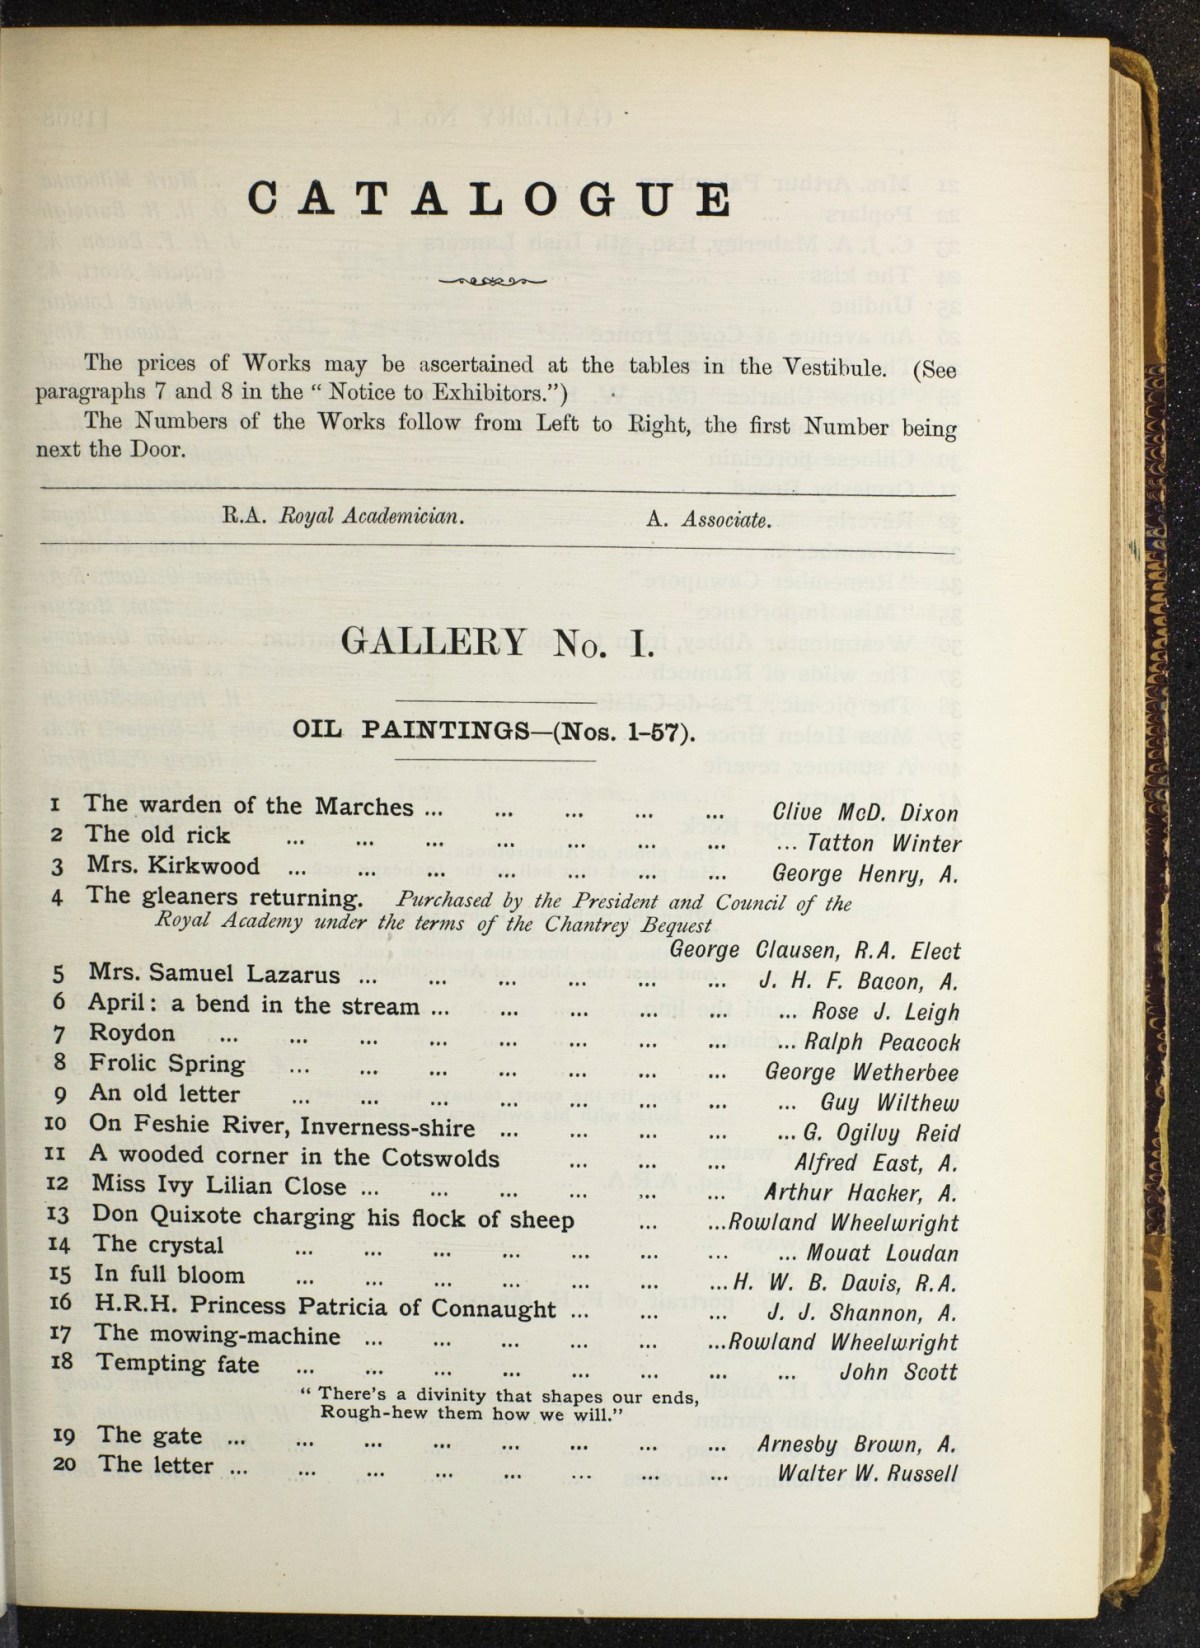 CATALOGUE
The prices of Works may be ascertained at the tables in the Vestibule. (See
paragraphs 7 and 8 in the “ Notice to Exhibitors.”)
The Numbers of the Works follow from Left to Right, the first Number being
next the Door.
R.A. Royal Academician. A. Associate.
GALLERY No. I.
OIL PAINTINGS—(Nos. 1-57).
1 The warden of the Marches ... ... ... ... ... Clive McD. Dixon
2 The old rick ... ... ... ... ... ... ... ... Tatton Winter
3 Mrs. Kirkwood ... ... ... ... ... ... ... George Henry, A.
4 The gleaners returning. Purchased by the President and Council of the
Royal Academy under the terms of the Chantrey Bequest
George Clausen, R.A. Elect
5 Mrs. Samuel Lazarus ... ... ... ... ... ... J. H. F. Bacon, A.
6 April: a bend in the stream ... ... ... ... ... ... Rose J. Leigh
7 Roydon ... ... ... ... ... ... ... ... ... Ralph Peacock
8 Frolic Spring ... ... ... ... ... ... ... George Wetherbee
9 An old letter ... ... ... ... ... ... ... ... Guy Wilthew
10 On Feshie River, Inverness-shire ... ... ... ... ... G. Ogilvy Reid
11 A wooded corner in the Cotswolds ... ... ... Alfred East, A.
12 Miss Ivy Lilian Close ... ... ... ... ... ... Arthur Hacker, A.
13 Don Quixote charging his flock of sheep ... ... Rowland Wheelwright
14 The crystal ... ... ... ... ... ... ... ... Mouat Loudan
15 In full bloom ... ... ... ... ... ... ... H. W. B. Davis, R.A.
16 H.R.H. Princess Patricia of Connaught ... ... ... J. J. Shannon, A.
17 The mowing-machine ... ... ... ... ... ... Rowland Wheelwright
18 Tempting fate ... ... ... ... ... ... ... ... John Scott
“ There's a divinity that shapes our ends,
Rough-hew them how we will.”
19 The gate ... ... ... ... ... ... ... ... Arnesby Brown, A.
20 The letter ... ... ... ... ... ... ... ... Walter W. Russell